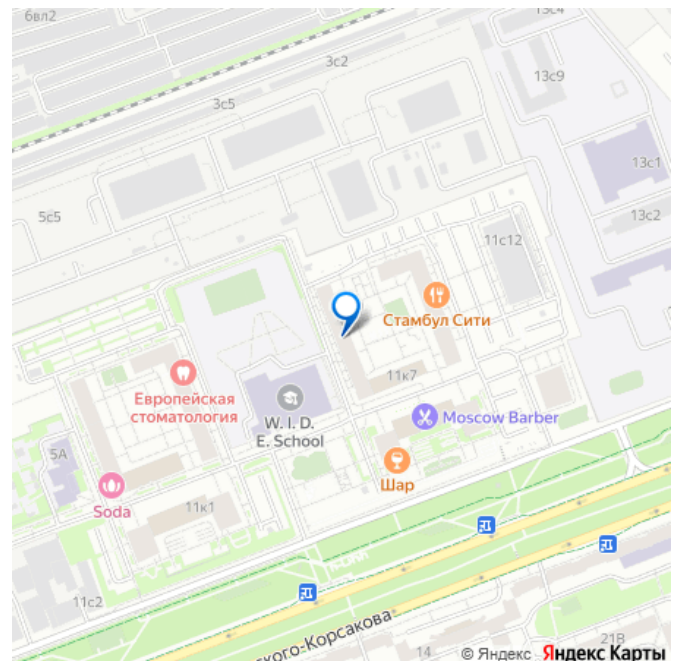 6вл2
13с4
3с2
13с9
3с5
13с1
5с5
13с2
11с12
Стамбул Сити
11к7
Европейская
стоматология
W. I. D.
E. School
Moscow Barber
5А
Шар
Soda
11к1
11с2
ского-Корсакова
14
21В
© Яндекс Яндекс Карты